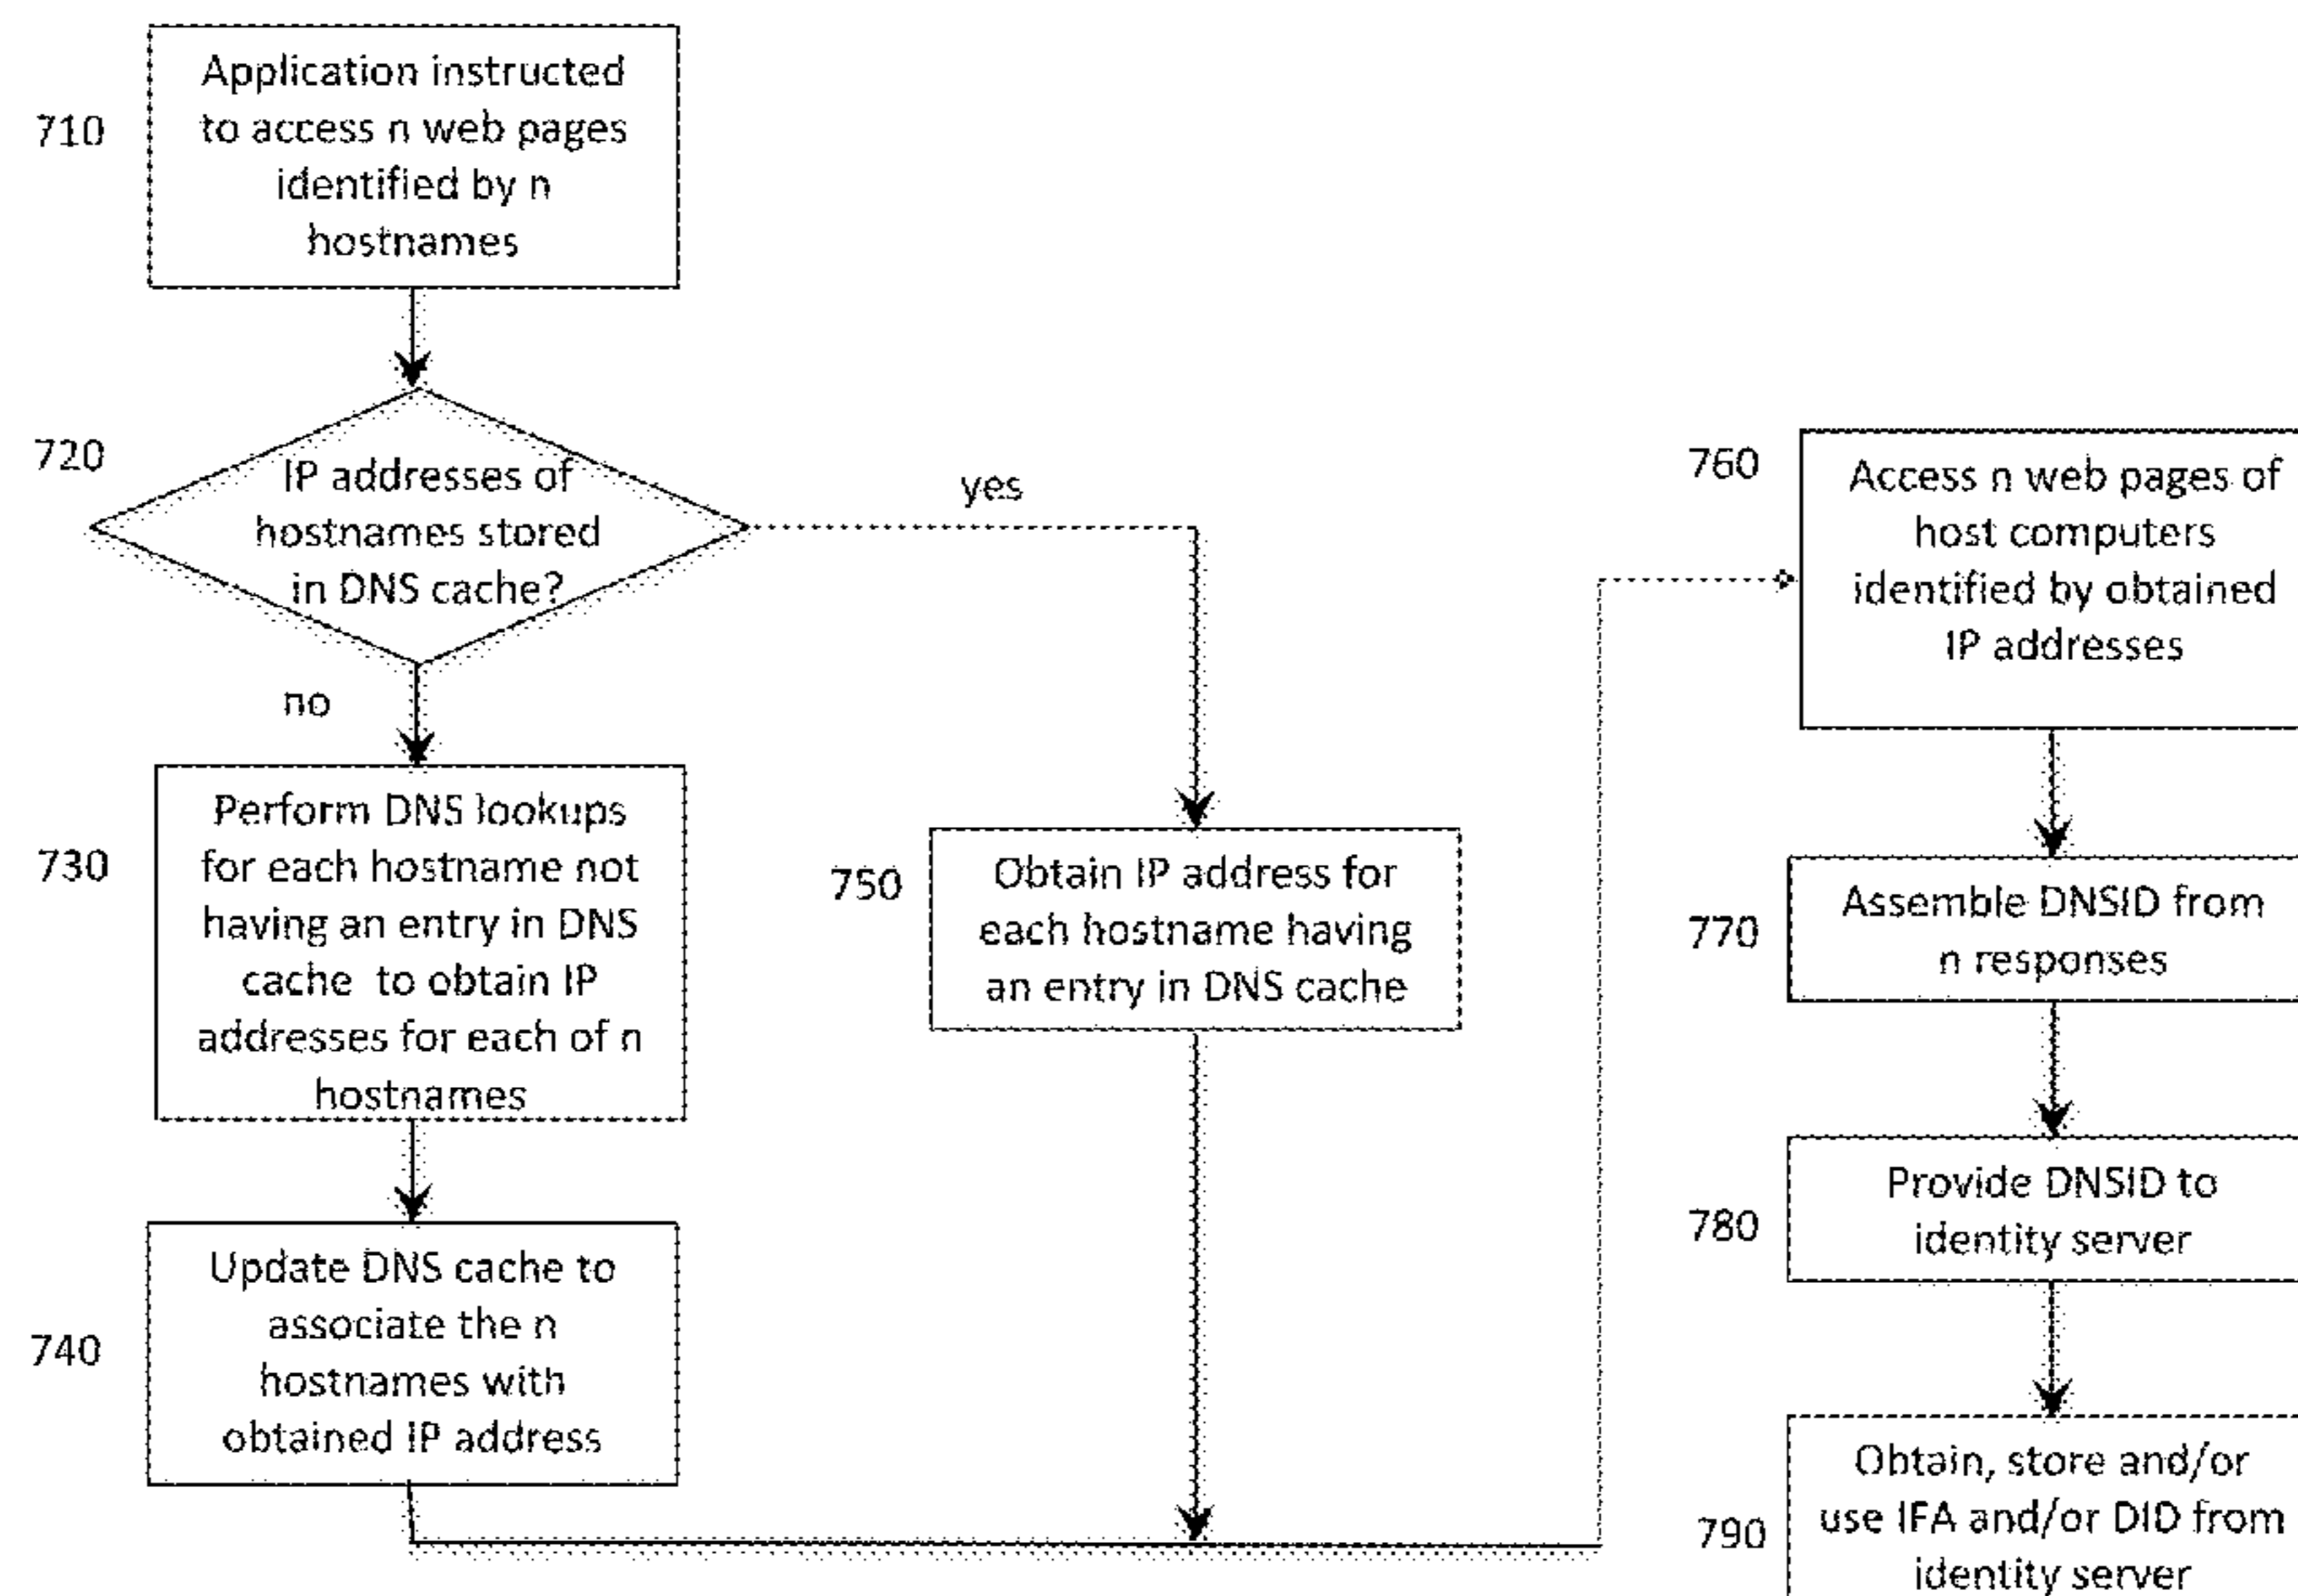 710
Application instructed
to access n web pages
identified by n
hostnames
720
IP addresses of
hostnames stored
in DNS cache?
yes
no
730
Perform DNS lookups
for each hostname not
having an entry in DNS
cache to obtain IP
addresses for each of n
hostnames
740
Update DNS cache to
associate the n
hostnames with
obtained IP address
750
Obtain IP address for
each hostname having
an entry in DNS cache
760
Access n web pages of
host computers
identified by obtained
IP addresses
770
Assemble DNSID from
n responses
780
Provide DNSID to
identity server
790
Obtain, store and/or
use IFA and/or DID from
identity server